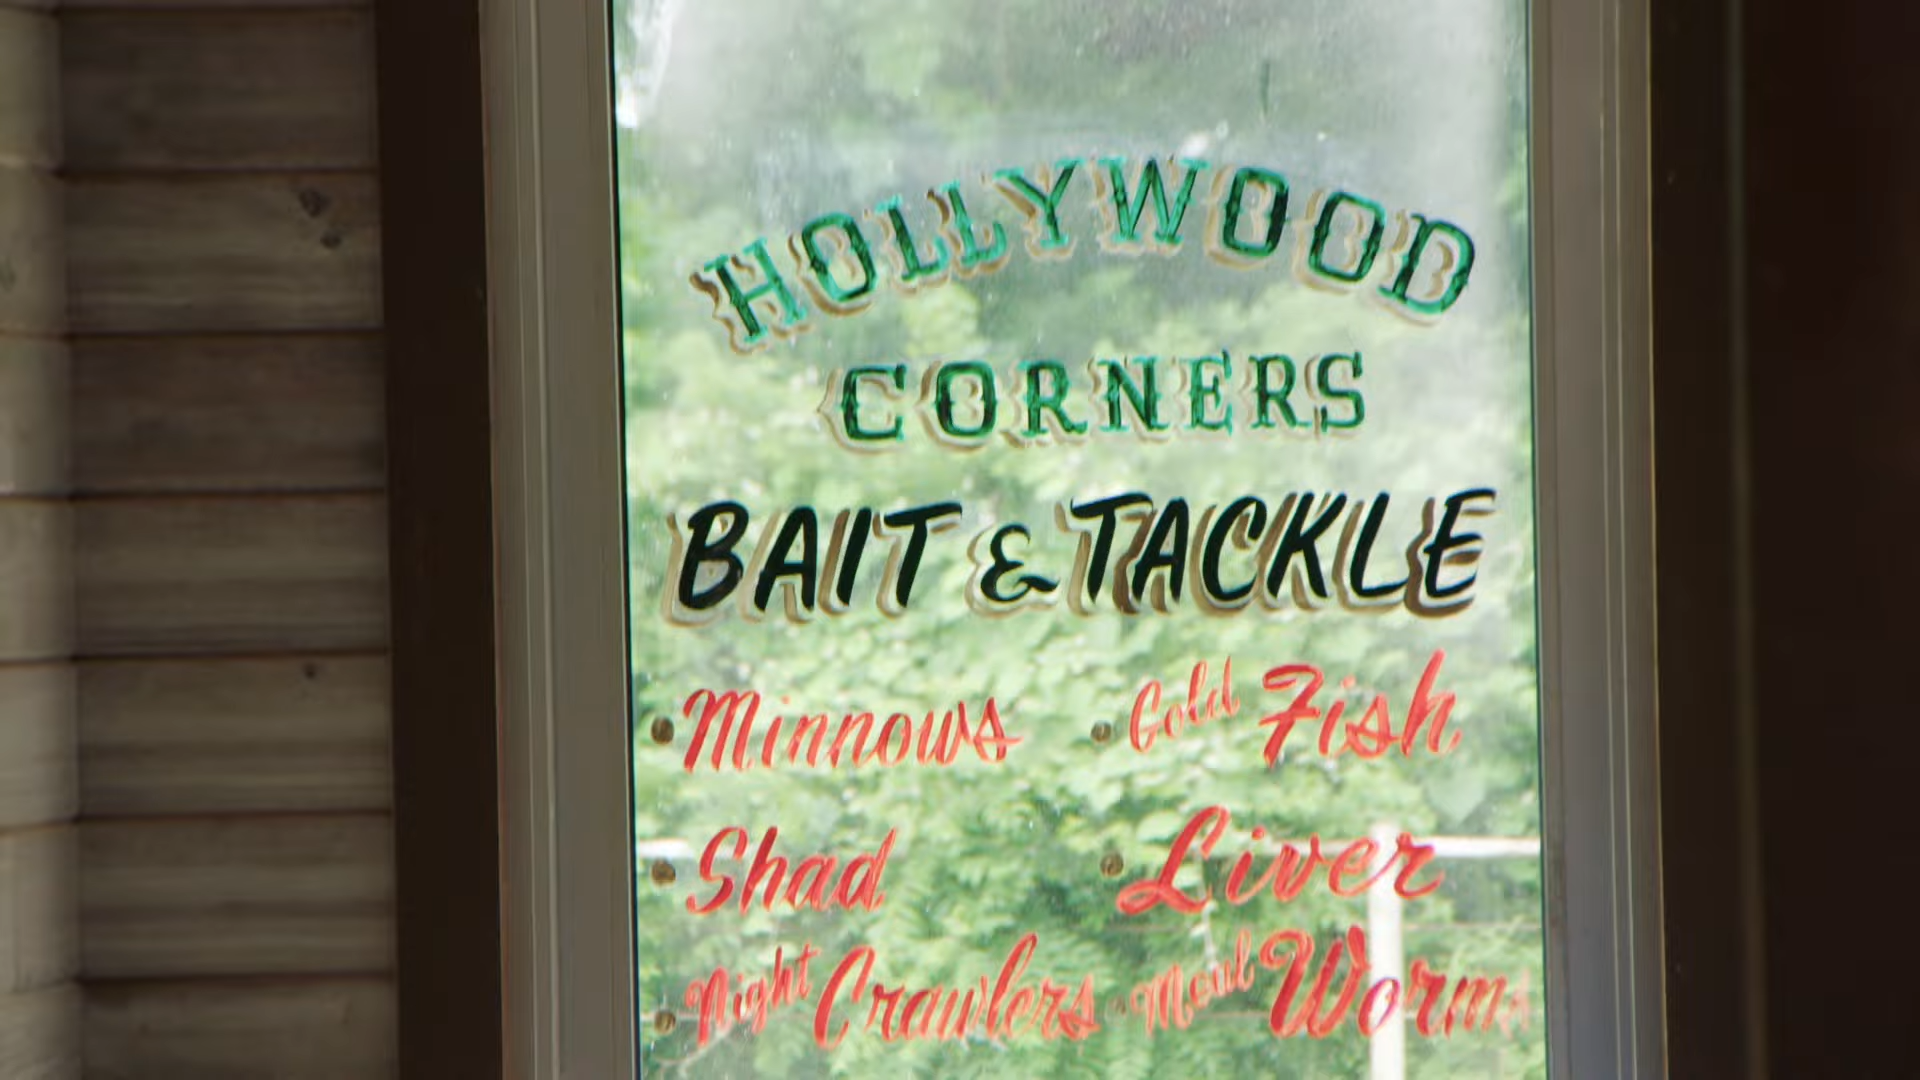 HOLLYWOOD
CORNERS
BAIT & TACKLE
• Minnows • Gold Fish
• Shad • Liver
• Night Crawlers • Meal Worms